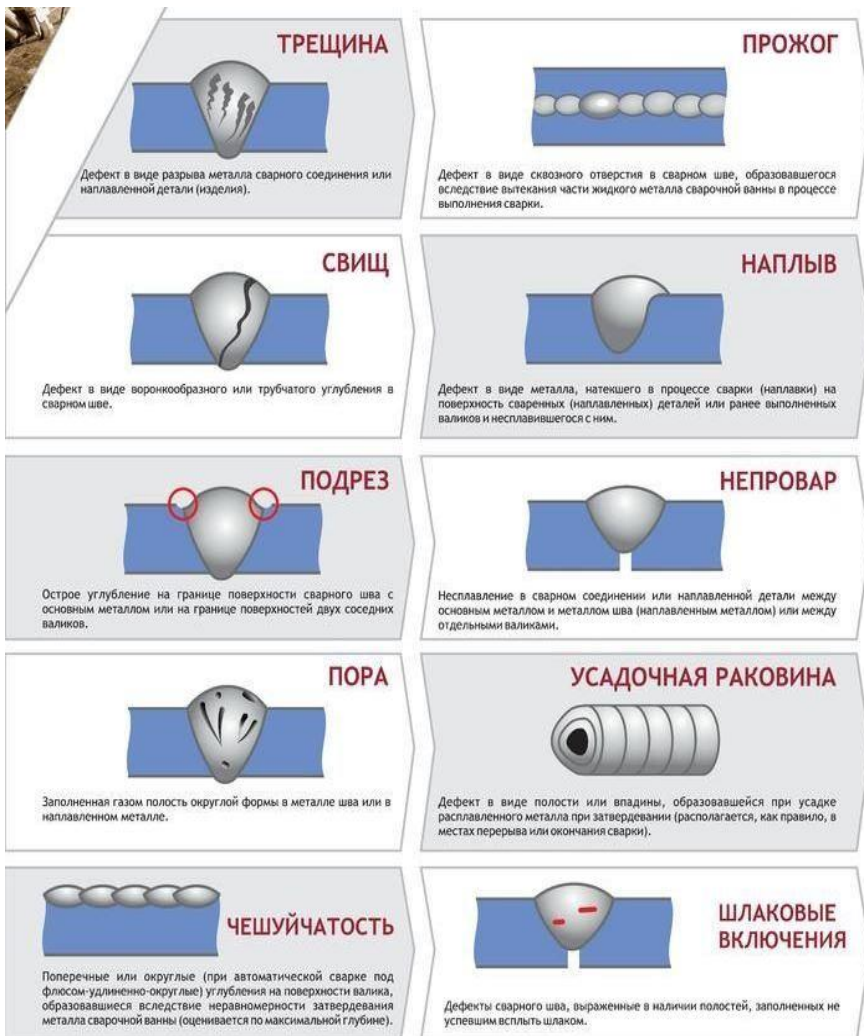 ТРЕЩИНА
Дефект в виде разрыва металла сварного соединения или
наплавленной детали (изделия).
ПРОЖОГ
Дефект в виде сквозного отверстия в сварном шве, образовавшегося
вследствие вытекания части жидкого металла сварочной ванны в процессе
выполнения сварки.
СВИЩ
Дефект в виде воронкообразного или трубчатого углубления в
сварном шве.
НАПЛЫВ
Дефект в виде металла, натекшего в процессе сварки (наплавки) на
поверхность сваренных (наплавленных) деталей или ранее выполненных
валиков и несплавившегося с ним.
ПОДРЕЗ
Острое углубление на границе поверхности сварного шва с
основным металлом или на границе поверхностей двух соседних
валиков.
НЕПРОВАР
Несплавление в сварном соединении или наплавленной детали между
основным металлом и металлом шва (наплавленным металлом) или между
отдельными валиками.
ПОРА
Заполненная газом полость округлой формы в металле шва или в
наплавленном металле.
УСАДОЧНАЯ РАКОВИНА
Дефект в виде полости или впадины, образовавшейся при усадке
расплавленного металла при затвердевании (располагается, как правило, в
местах перерыва или окончания сварки).
ЧЕШУЙЧАТОСТЬ
Поперечные или округлые (при автоматической сварке под
флюсом-удлиненно-округлые) углубления на поверхности валика,
образовавшиеся вследствие неравномерности затвердевания
металла сварочной ванны (оценивается по максимальной глубине).
ШЛАКОВЫЕ
ВКЛЮЧЕНИЯ
Дефекты сварного шва, выраженные в наличии полостей, заполненных не
успевшим всплыть шлаком.